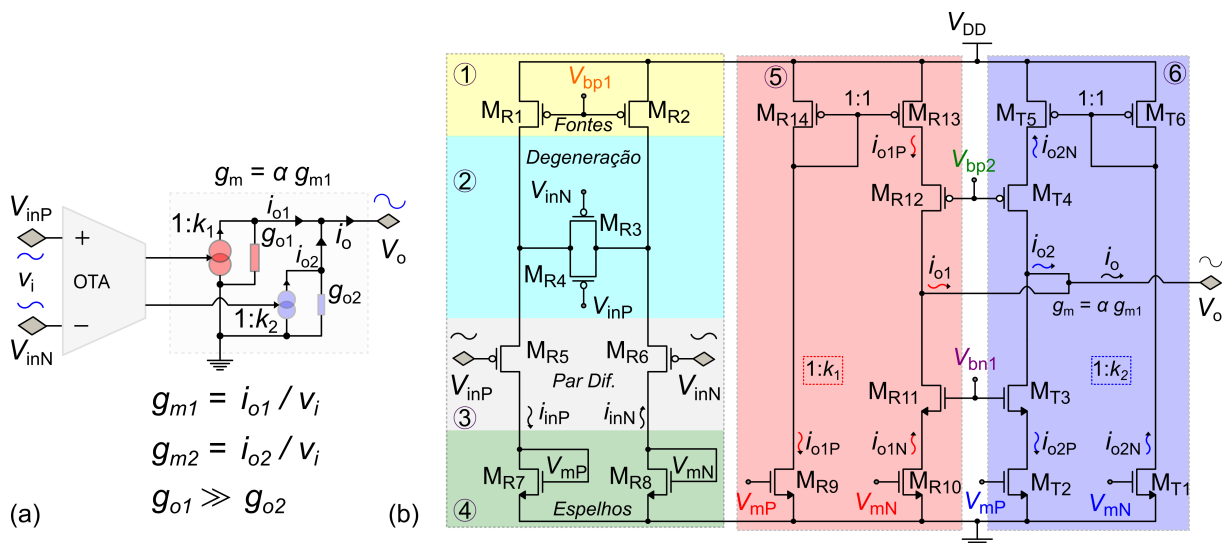 (a)
g_m = α g_m1
V_inP
+
v_i
OTA
−
V_inN
1:k_1
g_o1
i_o1
i_o
i_o2
V_o
1:k_2
g_o2
g_m1 = i_o1 / v_i
g_m2 = i_o2 / v_i
g_o1 ≫ g_o2
(b)
V_DD
①
V_bp1
M_R1
M_R2
Fontes
②
Degeneração
V_inN
M_R3
M_R4
V_inP
M_R5
M_R6
V_inP
Par Dif.
V_inN
③
i_inP
i_inN
M_R7
V_mP
M_R8
V_mN
④
Espelhos
⑤
1:1
M_R14
M_R13
i_o1P
M_R12
V_bp2
i_o1
1:k_1
V_bn1
M_R11
i_o1P
i_o1N
M_R9
M_R10
V_mP
V_mN
⑥
1:1
M_T5
M_T6
i_o2N
M_T4
i_o2
i_o
g_m = α g_m1
V_o
1:k_2
M_T3
i_o2P
i_o2N
M_T2
M_T1
V_mP
V_mN